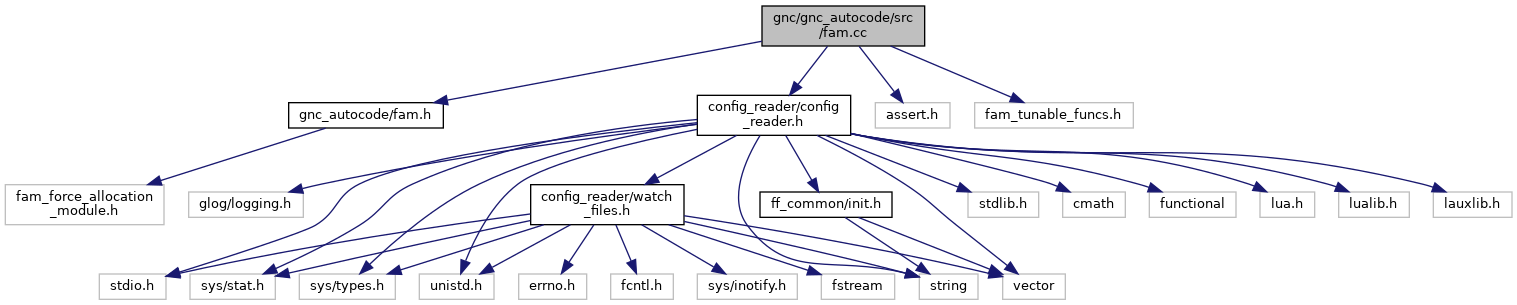 gnc/gnc_autocode/src
/fam.cc
gnc_autocode/fam.h
config_reader/config
_reader.h
assert.h
fam_tunable_funcs.h
fam_force_allocation
_module.h
glog/logging.h
config_reader/watch
_files.h
ff_common/init.h
stdlib.h
cmath
functional
lua.h
lualib.h
lauxlib.h
stdio.h
sys/stat.h
sys/types.h
unistd.h
errno.h
fcntl.h
sys/inotify.h
fstream
string
vector